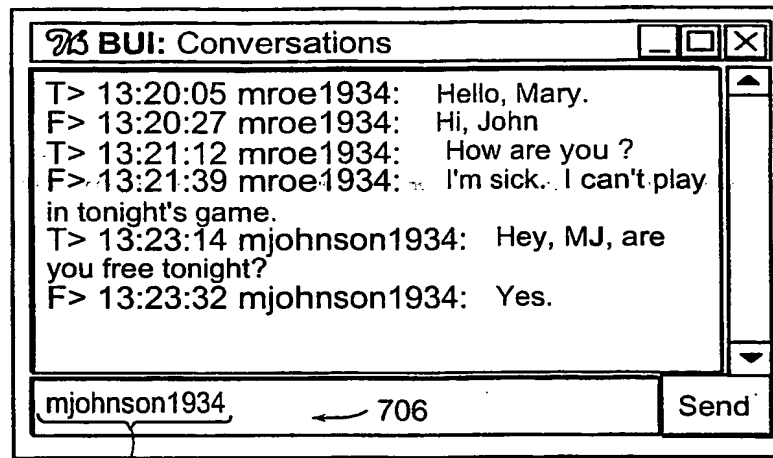 BUI: Conversations
T> 13:20:05 mroe1934: Hello, Mary.
F> 13:20:27 mroe1934: Hi, John
T> 13:21:12 mroe1934: How are you ?
F> 13:21:39 mroe1934: I'm sick. I can't play
in tonight's game.
T> 13:23:14 mjohnson1934: Hey, MJ, are
you free tonight?
F> 13:23:32 mjohnson1934: Yes.
mjohnson1934 706 Send